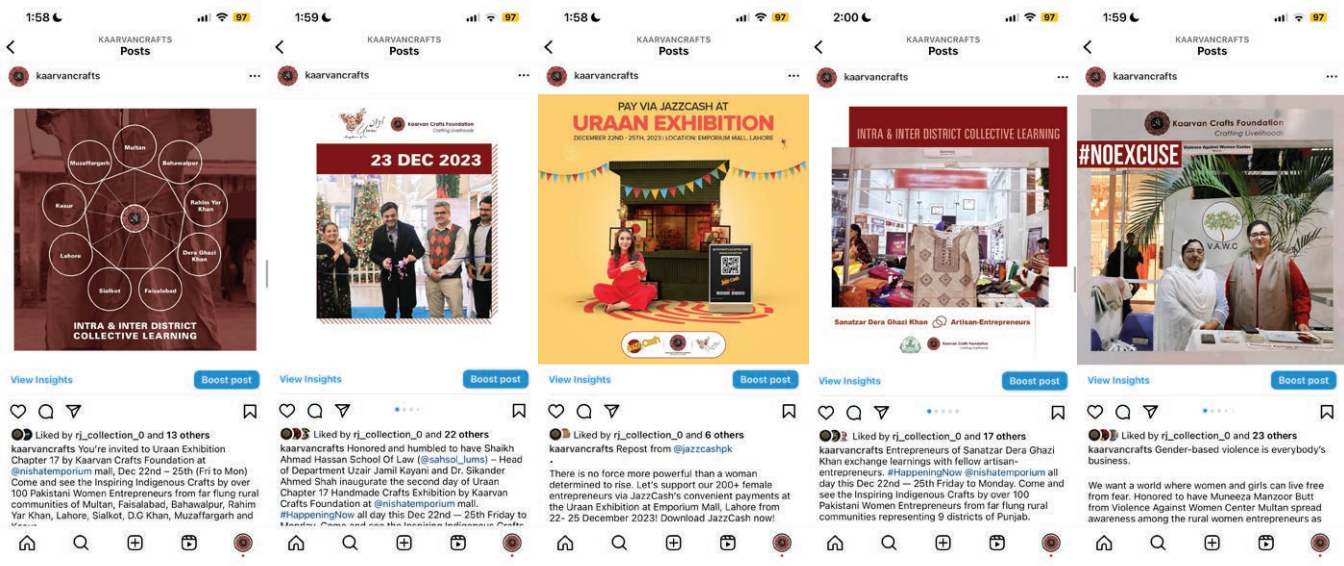 1:58
97
KAARVANCRAFTS
Posts
kaarvancrafts
Multan
Muzaffargarh
Bahawalpur
Kasur
Rahim Yar
Khan
Lahore
Dera Ghazi
Khan
Sialkot
Faisalabad
INTRA & INTER DISTRICT
COLLECTIVE LEARNING
View Insights
Boost post
Liked by rj_collection_0 and 13 others
kaarvancrafts You're invited to Uraan Exhibition
Chapter 17 by Kaarvan Crafts Foundation at
@nishatemporium mall, Dec 22nd – 25th (Fri to Mon)
Come and see the Inspiring Indigenous Crafts by over
100 Pakistani Women Entrepreneurs from far flung rural
communities of Multan, Faisalabad, Bahawalpur, Rahim
Yar Khan, Lahore, Sialkot, D.G Khan, Muzaffargarh and
Kasur
1:59
97
KAARVANCRAFTS
Posts
kaarvancrafts
Kaarvan Crafts Foundation
Crafting Livelihoods
23 DEC 2023
View Insights
Boost post
Liked by rj_collection_0 and 22 others
kaarvancrafts Honored and humbled to have Shaikh
Ahmad Hassan School Of Law (@sahsol_lums) – Head
of Department Uzair Jamil Kayani and Dr. Sikander
Ahmed Shah inaugurate the second day of Uraan
Chapter 17 Handmade Crafts Exhibition by Kaarvan
Crafts Foundation at @nishatemporium mall.
#HappeningNow all day this Dec 22nd — 25th Friday to
Monday. Come and see the Inspiring Indigenous Crafts
1:58
97
KAARVANCRAFTS
Posts
kaarvancrafts
PAY VIA JAZZCASH AT
URAAN EXHIBITION
DECEMBER 22ND - 25TH, 2023 | LOCATION: EMPORIUM MALL, LAHORE
JazzCash
View Insights
Boost post
Liked by rj_collection_0 and 6 others
kaarvancrafts Repost from @jazzcashpk
.
There is no force more powerful than a woman
determined to rise. Let's support our 200+ female
entrepreneurs via JazzCash's convenient payments at
the Uraan Exhibition at Emporium Mall, Lahore from
22- 25 December 2023! Download JazzCash now!
2:00
97
KAARVANCRAFTS
Posts
kaarvancrafts
INTRA & INTER DISTRICT COLLECTIVE LEARNING
Sanatzar Dera Ghazi Khan Artisan-Entrepreneurs
Kaarvan Crafts Foundation
View Insights
Boost post
Liked by rj_collection_0 and 17 others
kaarvancrafts Entrepreneurs of Sanatzar Dera Ghazi
Khan exchange learnings with fellow artisan-
entrepreneurs. #HappeningNow @nishatemporium all
day this Dec 22nd — 25th Friday to Monday. Come and
see the Inspiring Indigenous Crafts by over 100
Pakistani Women Entrepreneurs from far flung rural
communities representing 9 districts of Punjab.
1:59
97
KAARVANCRAFTS
Posts
kaarvancrafts
Kaarvan Crafts Foundation
Crafting Livelihoods
#NOEXCUSE
Violence Against Women Center
V.A.W.C
View Insights
Boost post
Liked by rj_collection_0 and 23 others
kaarvancrafts Gender-based violence is everybody's
business.
We want a world where women and girls can live free
from fear. Honored to have Muneeza Manzoor Butt
from Violence Against Women Center Multan spread
awareness among the rural women entrepreneurs as